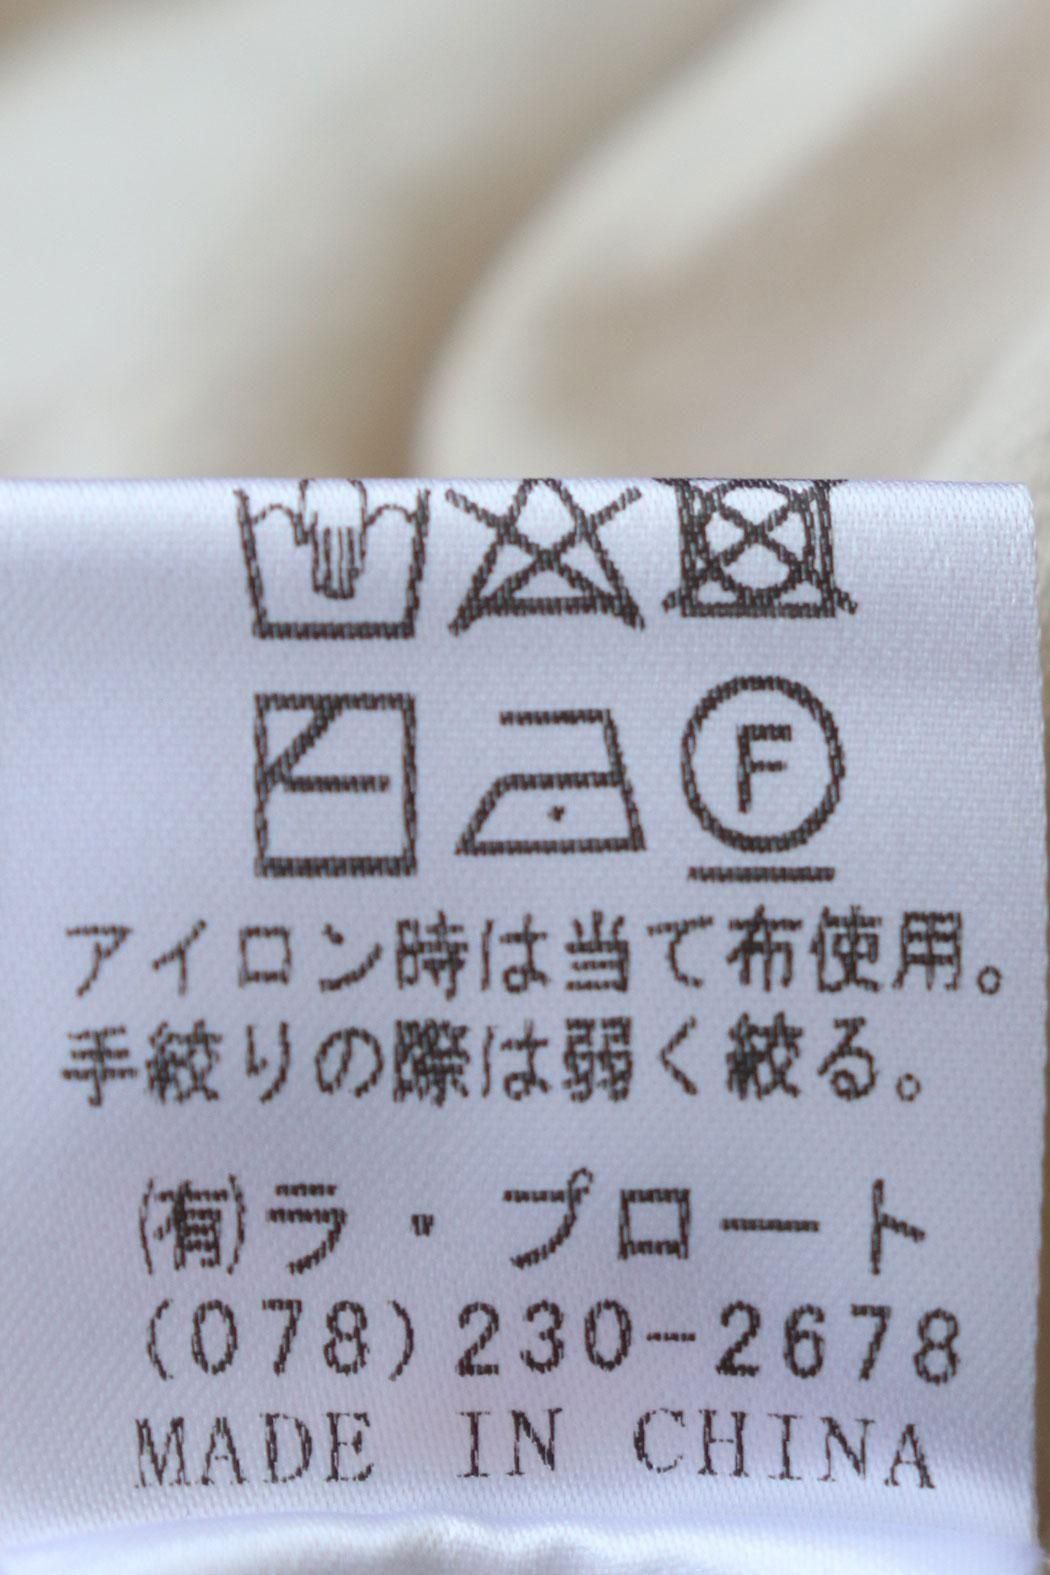 F
アイロン時は当て布使用。
手絞りの際は弱く絞る。
(有)ラ・プロート
(078)230-2678
MADE IN CHINA